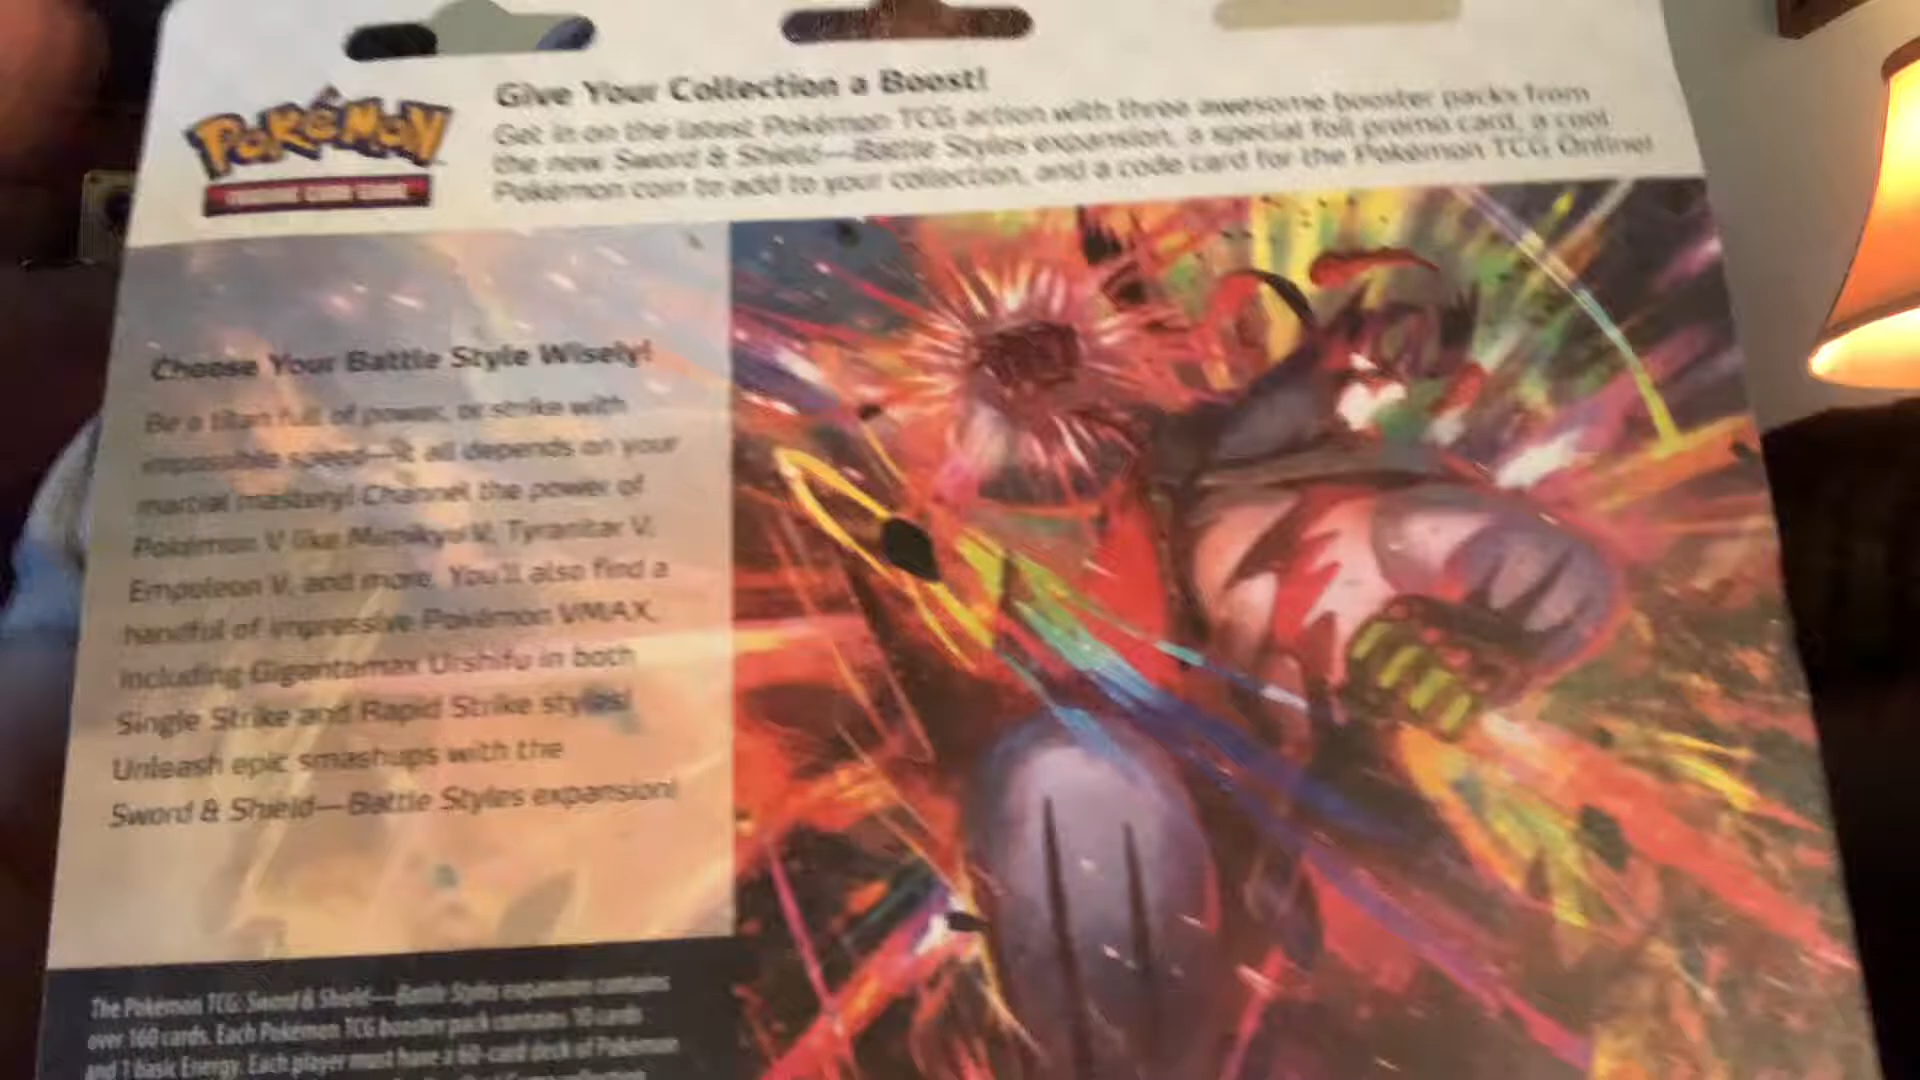 Pokémon
TRADING CARD GAME
Give Your Collection a Boost!
Get in on the latest Pokémon TCG action with three awesome booster packs from
the new Sword & Shield—Battle Styles expansion, a special foil promo card, a cool
Pokémon coin to add to your collection, and a code card for the Pokémon TCG Online!
Choose Your Battle Style Wisely!
Be a titan full of power, or strike with
impossible speed—it all depends on your
martial mastery! Channel the power of
Pokémon V like Mimikyu V, Tyranitar V,
Empoleon V, and more. You'll also find a
handful of impressive Pokémon VMAX,
including Gigantamax Urshifu in both
Single Strike and Rapid Strike styles!
Unleash epic smashups with the
Sword & Shield—Battle Styles expansion!
The Pokémon TCG: Sword & Shield—Battle Styles expansion contains
over 160 cards. Each Pokémon TCG booster pack contains 10 cards
and 1 basic Energy. Each player must have a 60-card deck of Pokémon